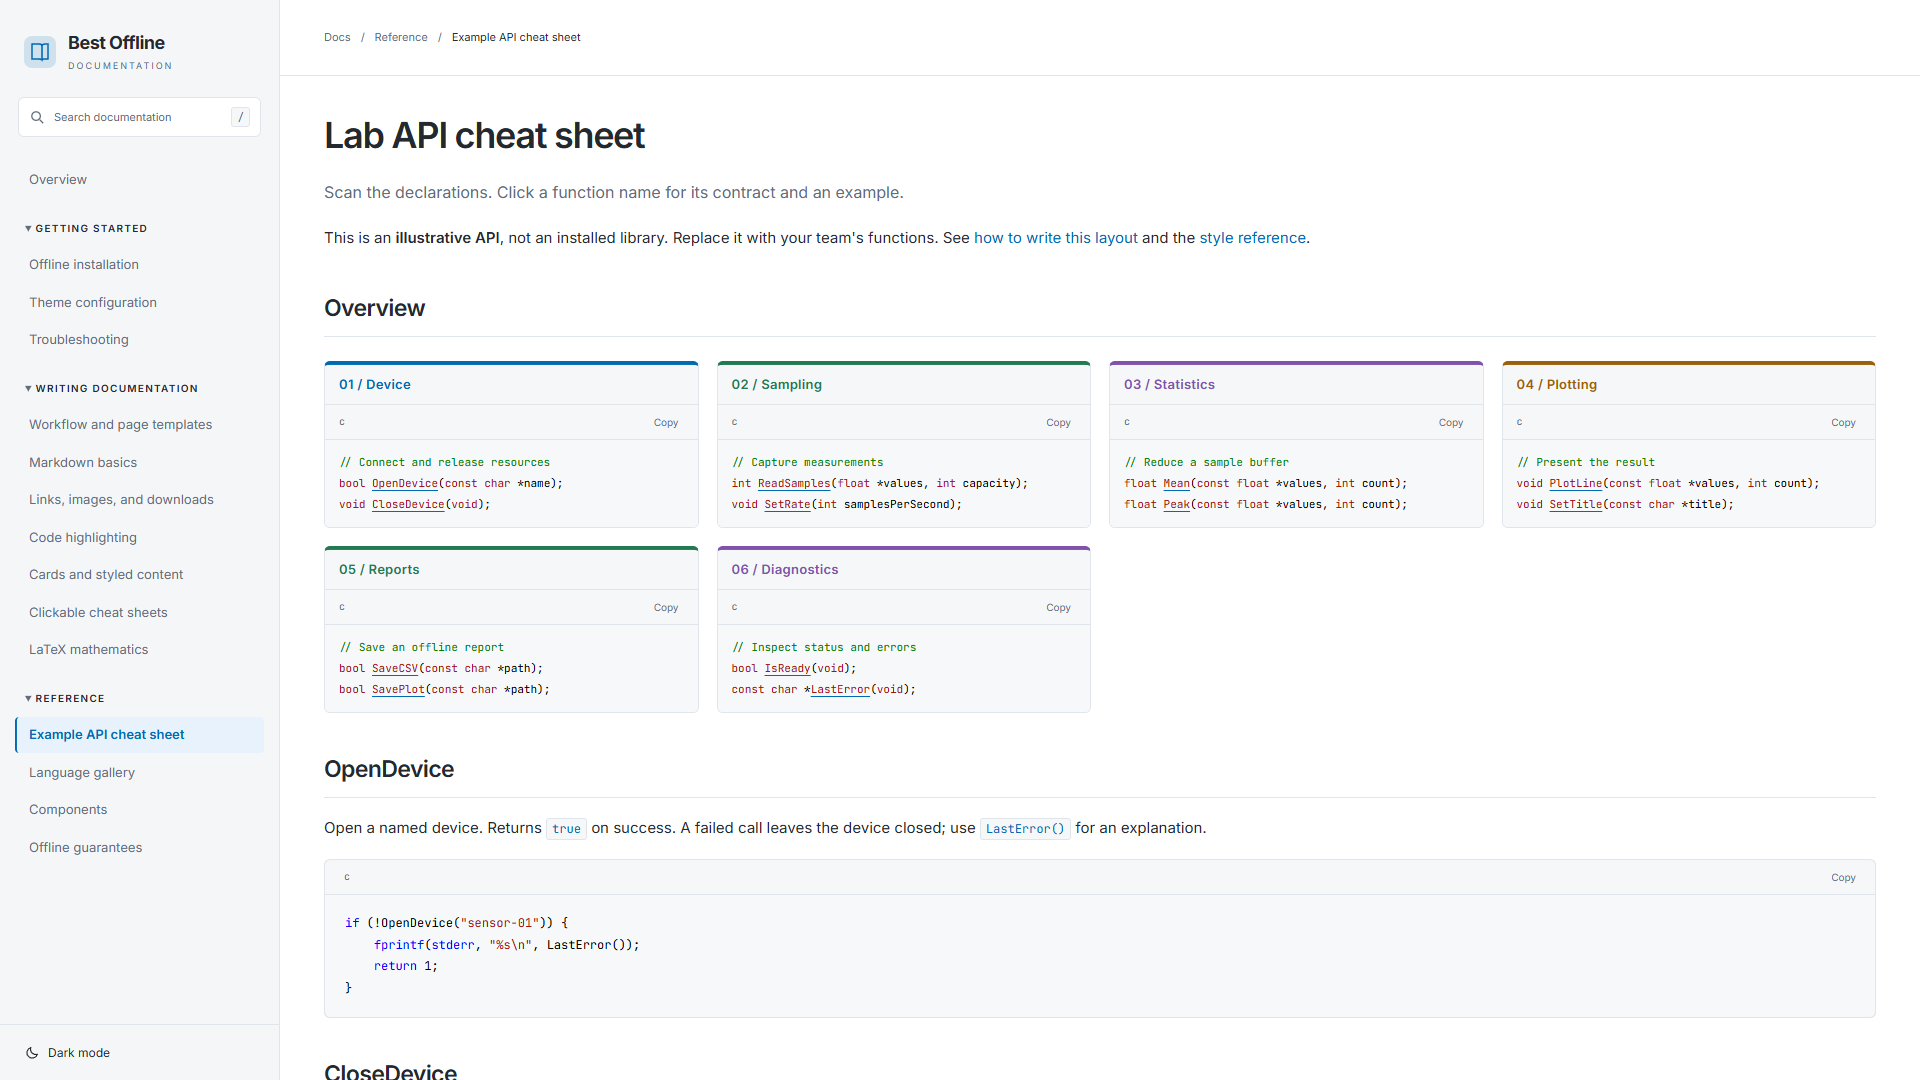 Best Offline
DOCUMENTATION
Search documentation /
Overview
▾ GETTING STARTED
Offline installation
Theme configuration
Troubleshooting
▾ WRITING DOCUMENTATION
Workflow and page templates
Markdown basics
Links, images, and downloads
Code highlighting
Cards and styled content
Clickable cheat sheets
LaTeX mathematics
▾ REFERENCE
Example API cheat sheet
Language gallery
Components
Offline guarantees
Dark mode
Docs / Reference / Example API cheat sheet
Lab API cheat sheet
Scan the declarations. Click a function name for its contract and an example.
This is an illustrative API, not an installed library. Replace it with your team's functions. See how to write this layout and the style reference.
Overview
01 / Device
c Copy
// Connect and release resources
bool OpenDevice(const char *name);
void CloseDevice(void);
02 / Sampling
c Copy
// Capture measurements
int ReadSamples(float *values, int capacity);
void SetRate(int samplesPerSecond);
03 / Statistics
c Copy
// Reduce a sample buffer
float Mean(const float *values, int count);
float Peak(const float *values, int count);
04 / Plotting
c Copy
// Present the result
void PlotLine(const float *values, int count);
void SetTitle(const char *title);
05 / Reports
c Copy
// Save an offline report
bool SaveCSV(const char *path);
bool SavePlot(const char *path);
06 / Diagnostics
c Copy
// Inspect status and errors
bool IsReady(void);
const char *LastError(void);
OpenDevice
Open a named device. Returns true on success. A failed call leaves the device closed; use LastError() for an explanation.
c Copy
if (!OpenDevice("sensor-01")) {
    fprintf(stderr, "%s\n", LastError());
    return 1;
}
CloseDevice